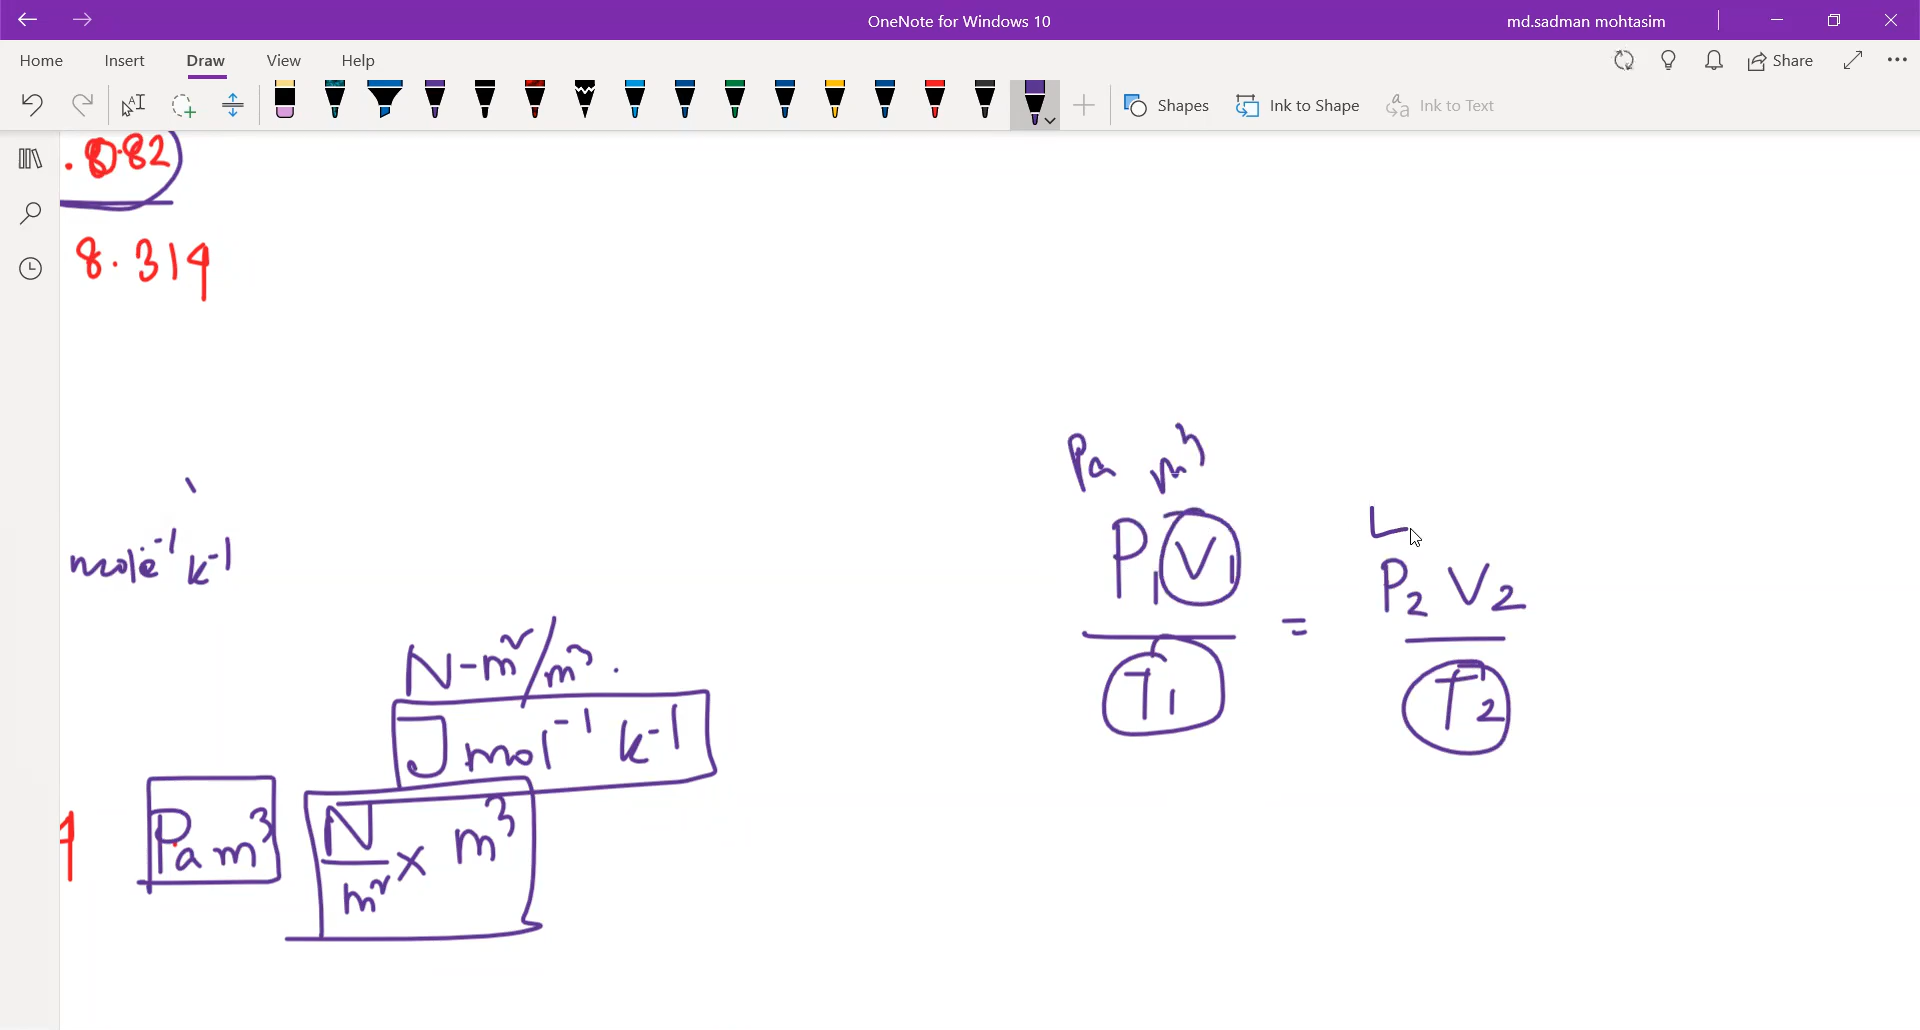 OneNote for Windows 10
md.sadman mohtasim
Home Insert Draw View Help
Share
Shapes Ink to Shape Ink to Text
. 0.82
8.314
mole⁻¹ k⁻¹
N-m²/m³.
J mol⁻¹ k⁻¹
Pa m³
N/m² × m³
Pa m³
L
P₁V₁/T₁ = P₂V₂/T₂